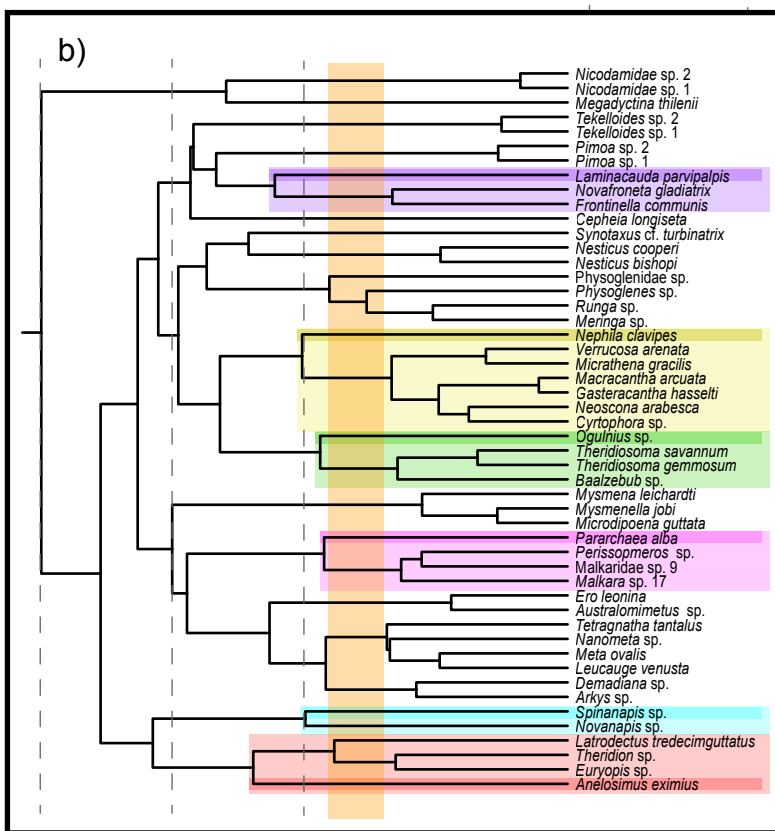 b)
Nicodamidae sp. 2
Nicodamidae sp. 1
Megadyctina thilenii
Tekelloides sp. 2
Tekelloides sp. 1
Pimoa sp. 2
Pimoa sp. 1
Laminacauda parvipalpis
Novafroneta gladiatrix
Frontinella communis
Cepheia longiseta
Synotaxus cf. turbinatrix
Nesticus cooperi
Nesticus bishopi
Physoglenidae sp.
Physoglenes sp.
Runga sp.
Meringa sp.
Nephila clavipes
Verrucosa arenata
Micrathena gracilis
Macracantha arcuata
Gasteracantha hasselti
Neoscona arabesca
Cyrtophora sp.
Ogulnius sp.
Theridiosoma savannum
Theridiosoma gemmosum
Baalzebub sp.
Mysmena leichardti
Mysmenella jobi
Microdipoena guttata
Pararchaea alba
Perissopmeros sp.
Malkaridae sp. 9
Malkara sp. 17
Ero leonina
Australomimetus sp.
Tetragnatha tantalus
Nanometa sp.
Meta ovalis
Leucauge venusta
Demadiana sp.
Arkys sp.
Spinanapis sp.
Novanapis sp.
Latrodectus tredecimguttatus
Theridion sp.
Euryopis sp.
Anelosimus eximius